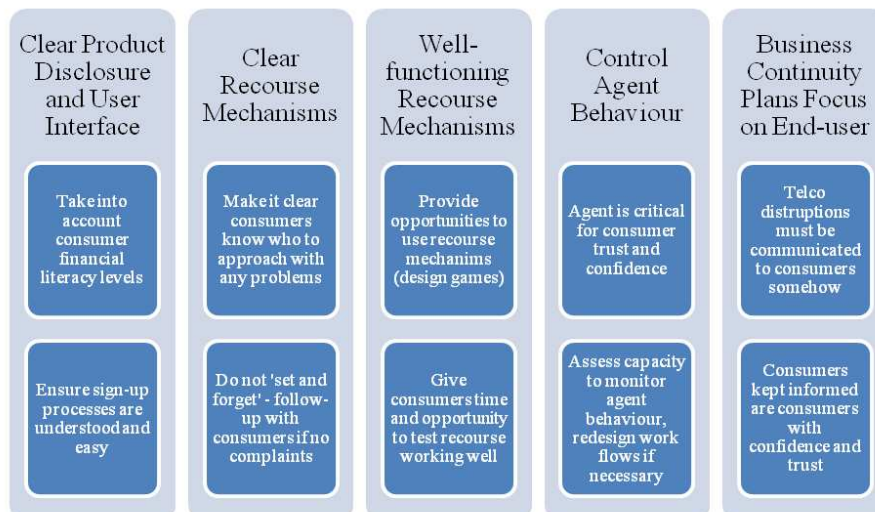 Clear Product
Disclosure
and User
Interface
Take into
account
consumer
financial
literacy levels
Ensure sign-up
processes are
understood and
easy
Clear
Recourse
Mechanisms
Make it clear
consumers
know who to
approach with
any problems
Do not 'set and
forget' - follow-
up with
consumers if no
complaints
Well-
functioning
Recourse
Mechanisms
Provide
opportunities to
use recourse
mechanims
(design games)
Give
consumers time
and opportunity
to test recourse
working well
Control
Agent
Behaviour
Agent is critical
for consumer
trust and
confidence
Assess capacity
to monitor
agent
behaviour,
redesign work
flows if
necessary
Business
Continuity
Plans Focus
on End-user
Telco
distruptions
must be
communicated
to consumers
somehow
Consumers
kept informed
are consumers
with
confidence and
trust